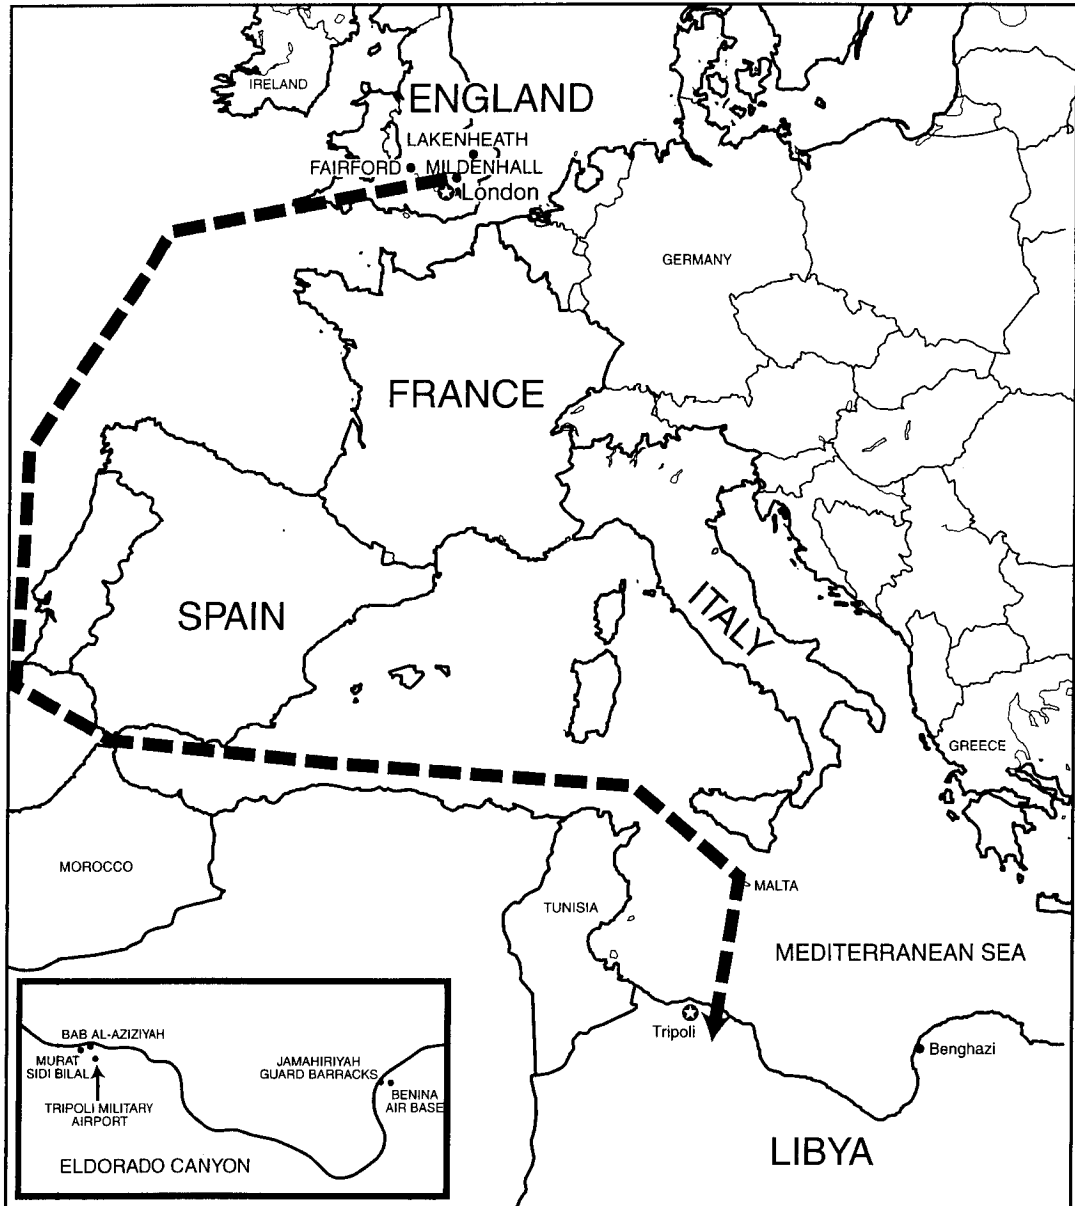 IRELAND
ENGLAND
LAKENHEATH
FAIRFORD
MILDENHALL
London
GERMANY
FRANCE
SPAIN
ITALY
GREECE
MOROCCO
TUNISIA
MALTA
MEDITERRANEAN SEA
Tripoli
Benghazi
LIBYA
BAB AL-AZIZIYAH
MURAT
SIDI BILAL
JAMAHIRIYAH
GUARD BARRACKS
TRIPOLI MILITARY
AIRPORT
BENINA
AIR BASE
ELDORADO CANYON